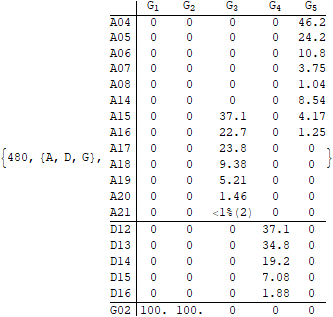 G1 G2 G3 G4 G5
A04 0 0 0 0 46.2
A05 0 0 0 0 24.2
A06 0 0 0 0 10.8
A07 0 0 0 0 3.75
A08 0 0 0 0 1.04
A14 0 0 0 0 8.54
A15 0 0 37.1 0 4.17
A16 0 0 22.7 0 1.25
A17 0 0 23.8 0 0
{480, {A, D, G}, }
A18 0 0 9.38 0 0
A19 0 0 5.21 0 0
A20 0 0 1.46 0 0
A21 0 0 <1%(2) 0 0
D12 0 0 0 37.1 0
D13 0 0 0 34.8 0
D14 0 0 0 19.2 0
D15 0 0 0 7.08 0
D16 0 0 0 1.88 0
G02 100. 100. 0 0 0